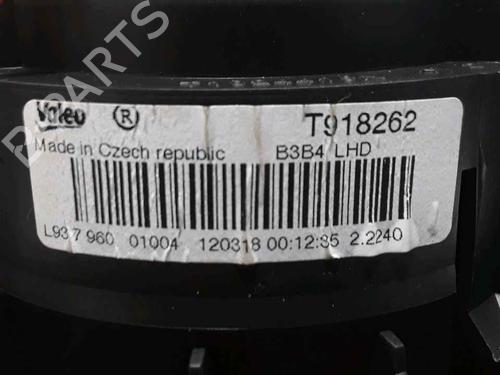 B-PARTS
Valeo ® T918262
Made in Czech republic B3B4 LHD
L93 7 960 01004 120318 00:12:35 2.2240
B-PARTS